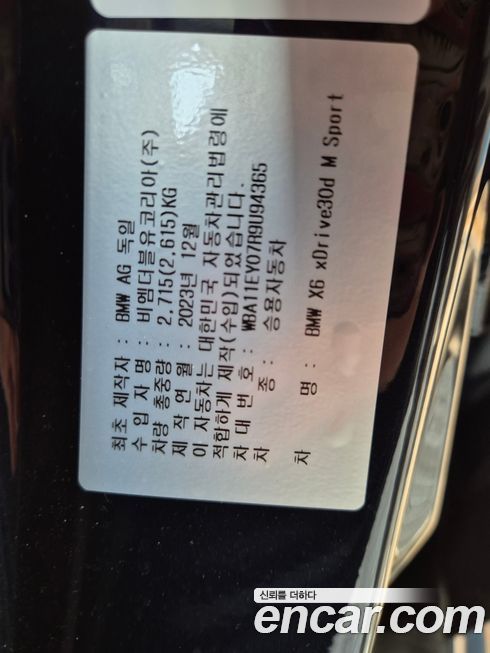 최초 제작자 : BMW AG 독일
수 입 자 명 : 비엠더블유코리아(주)
차량 총중량 : 2,715(2,615)KG
제 작 연 월 : 2023년 12월
이 자동차는 대한민국 자동차관리법령에
적합하게 제작(수입)되었습니다.
차 대 번 호 : WBA11EY07R9U94365
차 종 : 승용자동차
차 명 : BMW X6 xDrive30d M Sport
신뢰를 더하다
encar.com